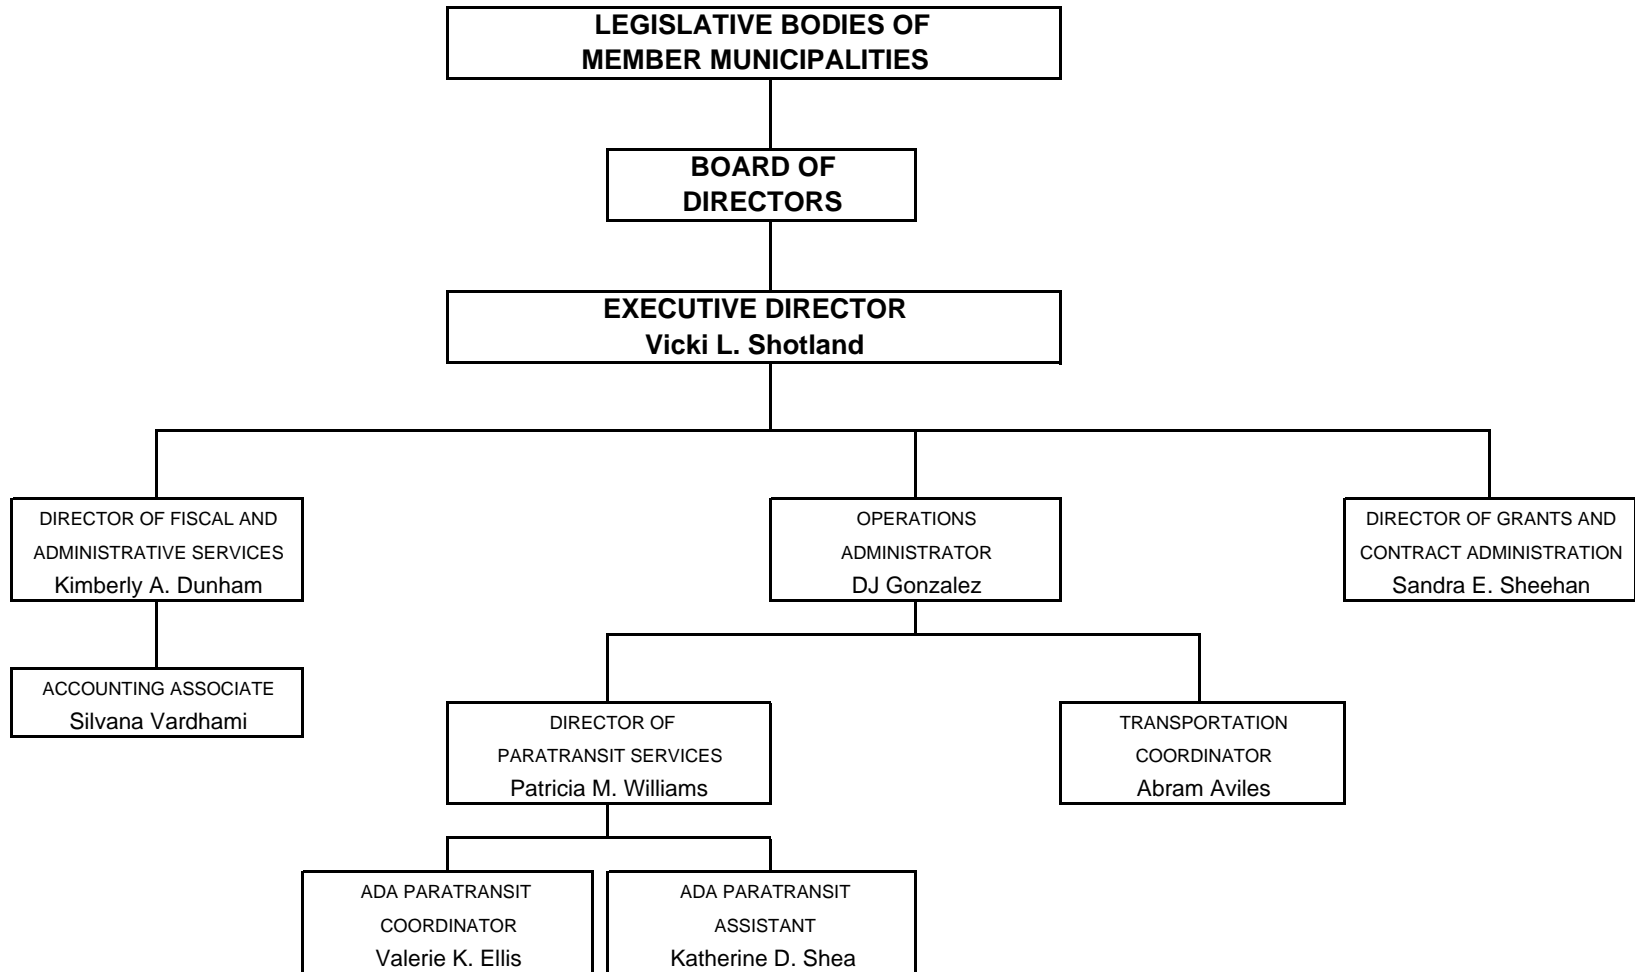 LEGISLATIVE BODIES OF
MEMBER MUNICIPALITIES
BOARD OF
DIRECTORS
EXECUTIVE DIRECTOR
Vicki L. Shotland
DIRECTOR OF FISCAL AND
ADMINISTRATIVE SERVICES
Kimberly A. Dunham
OPERATIONS
ADMINISTRATOR
DJ Gonzalez
DIRECTOR OF GRANTS AND
CONTRACT ADMINISTRATION
Sandra E. Sheehan
ACCOUNTING ASSOCIATE
Silvana Vardhami
DIRECTOR OF
PARATRANSIT SERVICES
Patricia M. Williams
TRANSPORTATION
COORDINATOR
Abram Aviles
ADA PARATRANSIT
COORDINATOR
Valerie K. Ellis
ADA PARATRANSIT
ASSISTANT
Katherine D. Shea